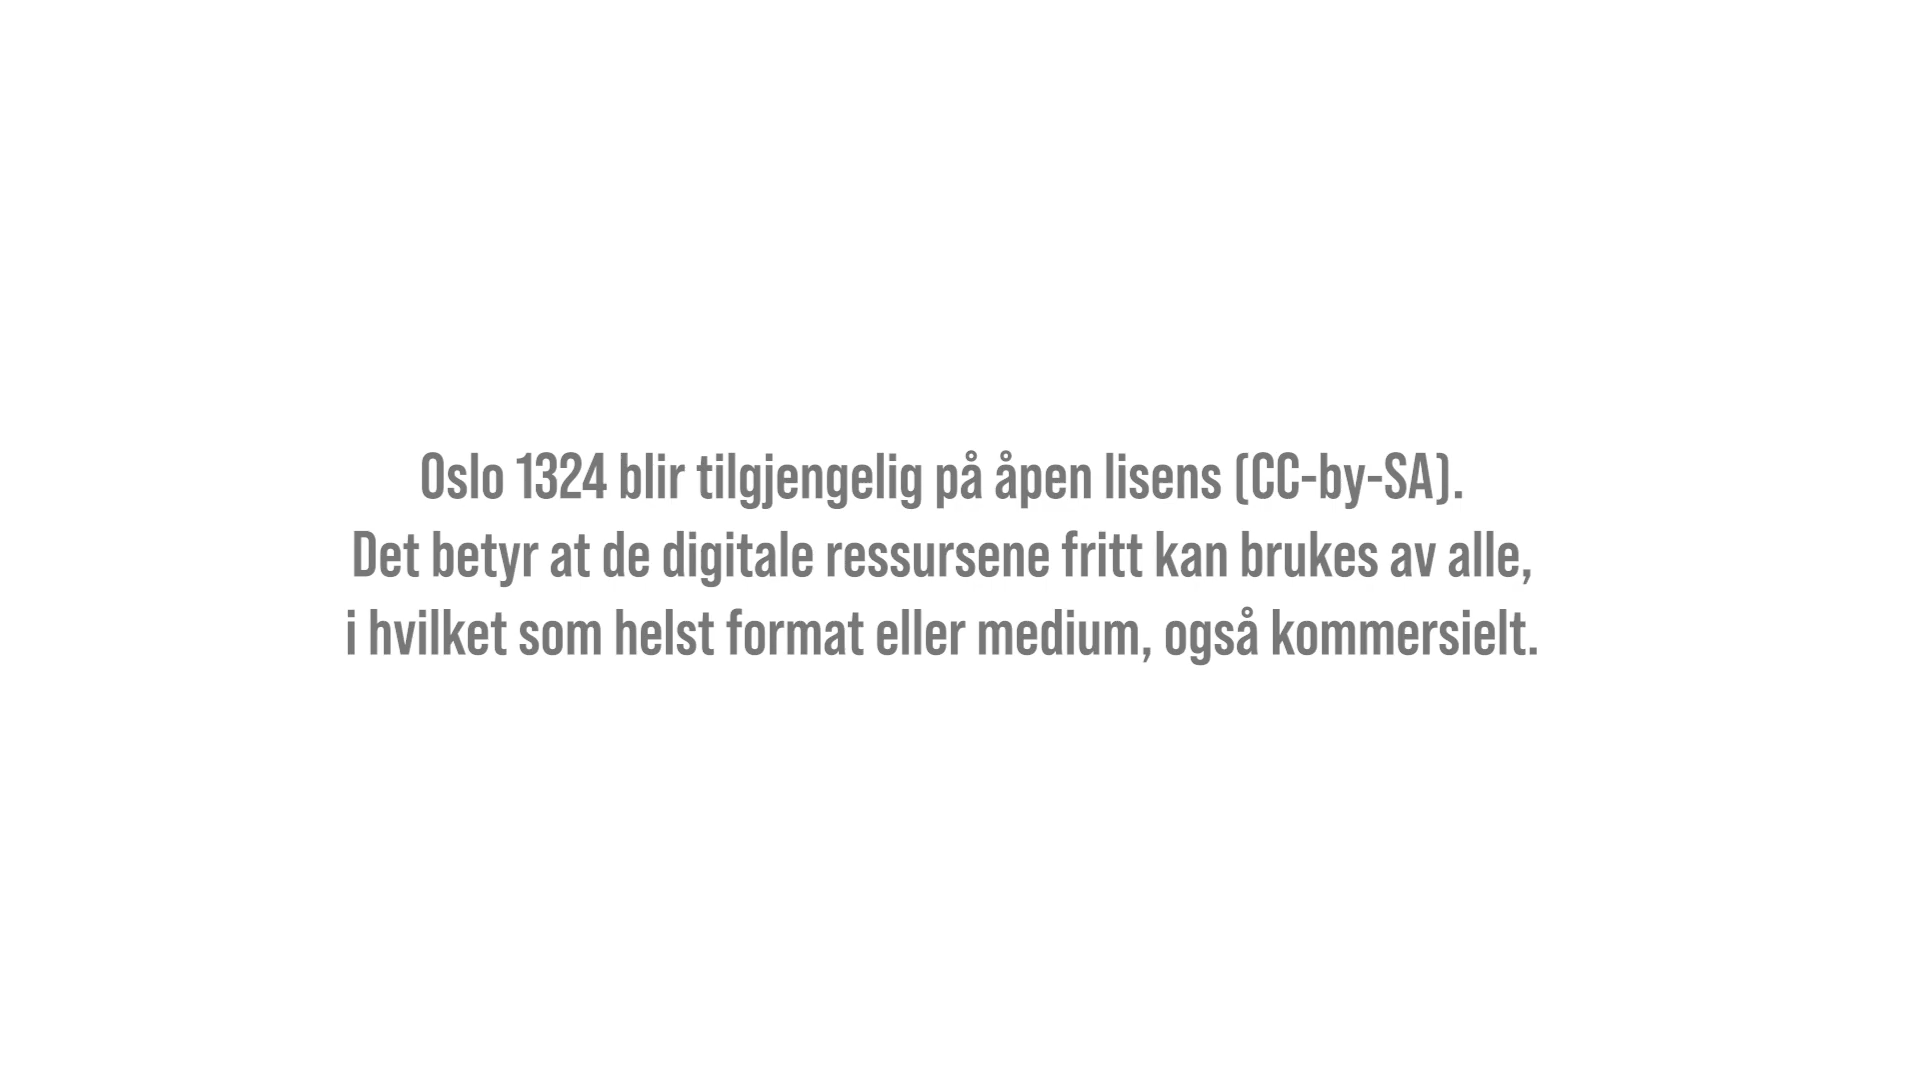 Oslo 1324 blir tilgjengelig på åpen lisens (CC-by-SA).
Det betyr at de digitale ressursene fritt kan brukes av alle,
i hvilket som helst format eller medium, også kommersielt.